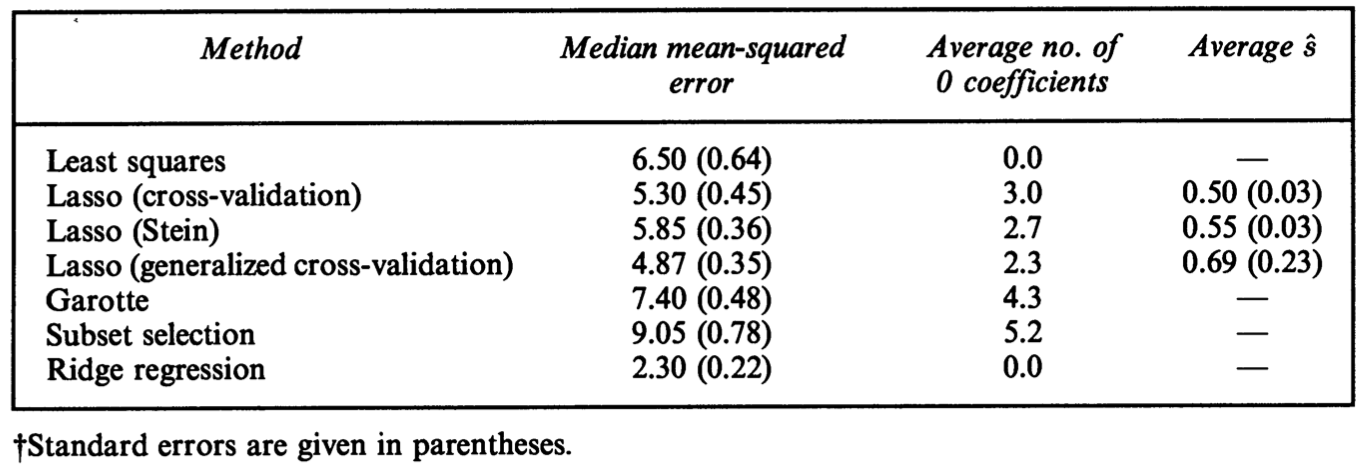 Method Median mean-squared Average no. of Average ŝ
error 0 coefficients
Least squares 6.50 (0.64) 0.0 —
Lasso (cross-validation) 5.30 (0.45) 3.0 0.50 (0.03)
Lasso (Stein) 5.85 (0.36) 2.7 0.55 (0.03)
Lasso (generalized cross-validation) 4.87 (0.35) 2.3 0.69 (0.23)
Garotte 7.40 (0.48) 4.3 —
Subset selection 9.05 (0.78) 5.2 —
Ridge regression 2.30 (0.22) 0.0 —
†Standard errors are given in parentheses.